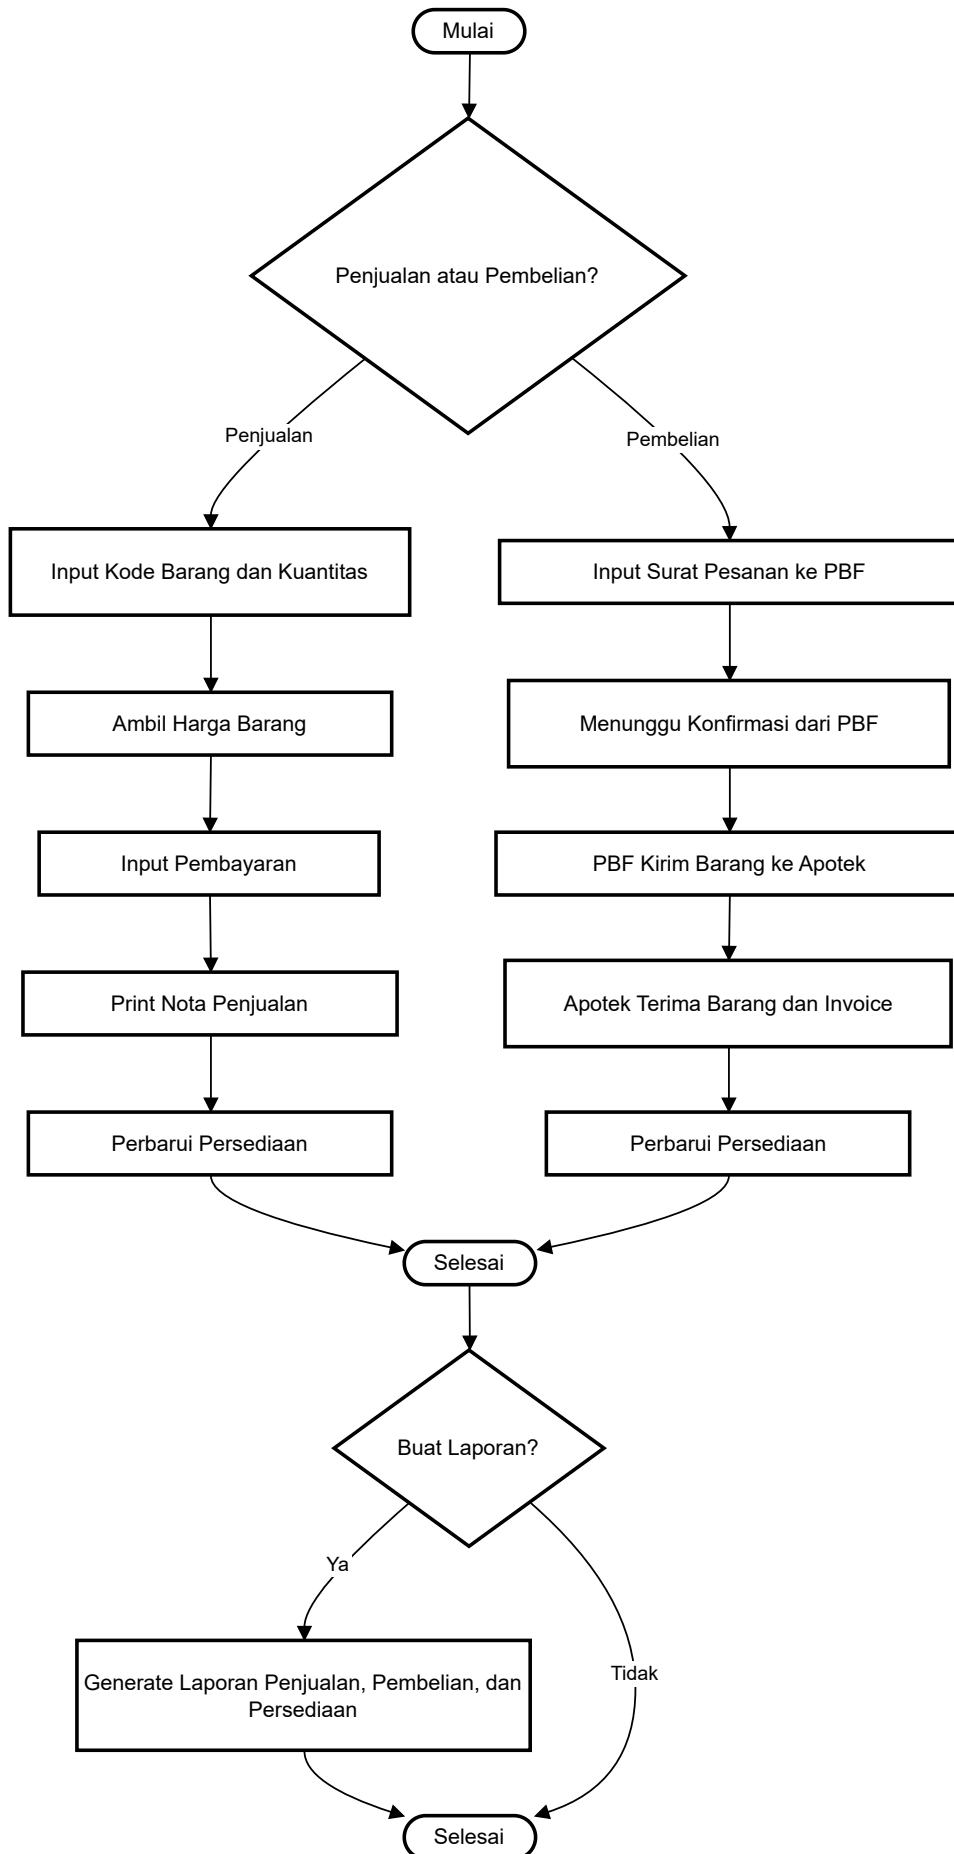 Mulai
Penjualan atau Pembelian?
Penjualan
Pembelian
Input Kode Barang dan Kuantitas
Input Surat Pesanan ke PBF
Ambil Harga Barang
Menunggu Konfirmasi dari PBF
Input Pembayaran
PBF Kirim Barang ke Apotek
Print Nota Penjualan
Apotek Terima Barang dan Invoice
Perbarui Persediaan
Perbarui Persediaan
Selesai
Buat Laporan?
Ya
Tidak
Generate Laporan Penjualan, Pembelian, dan
Persediaan
Selesai